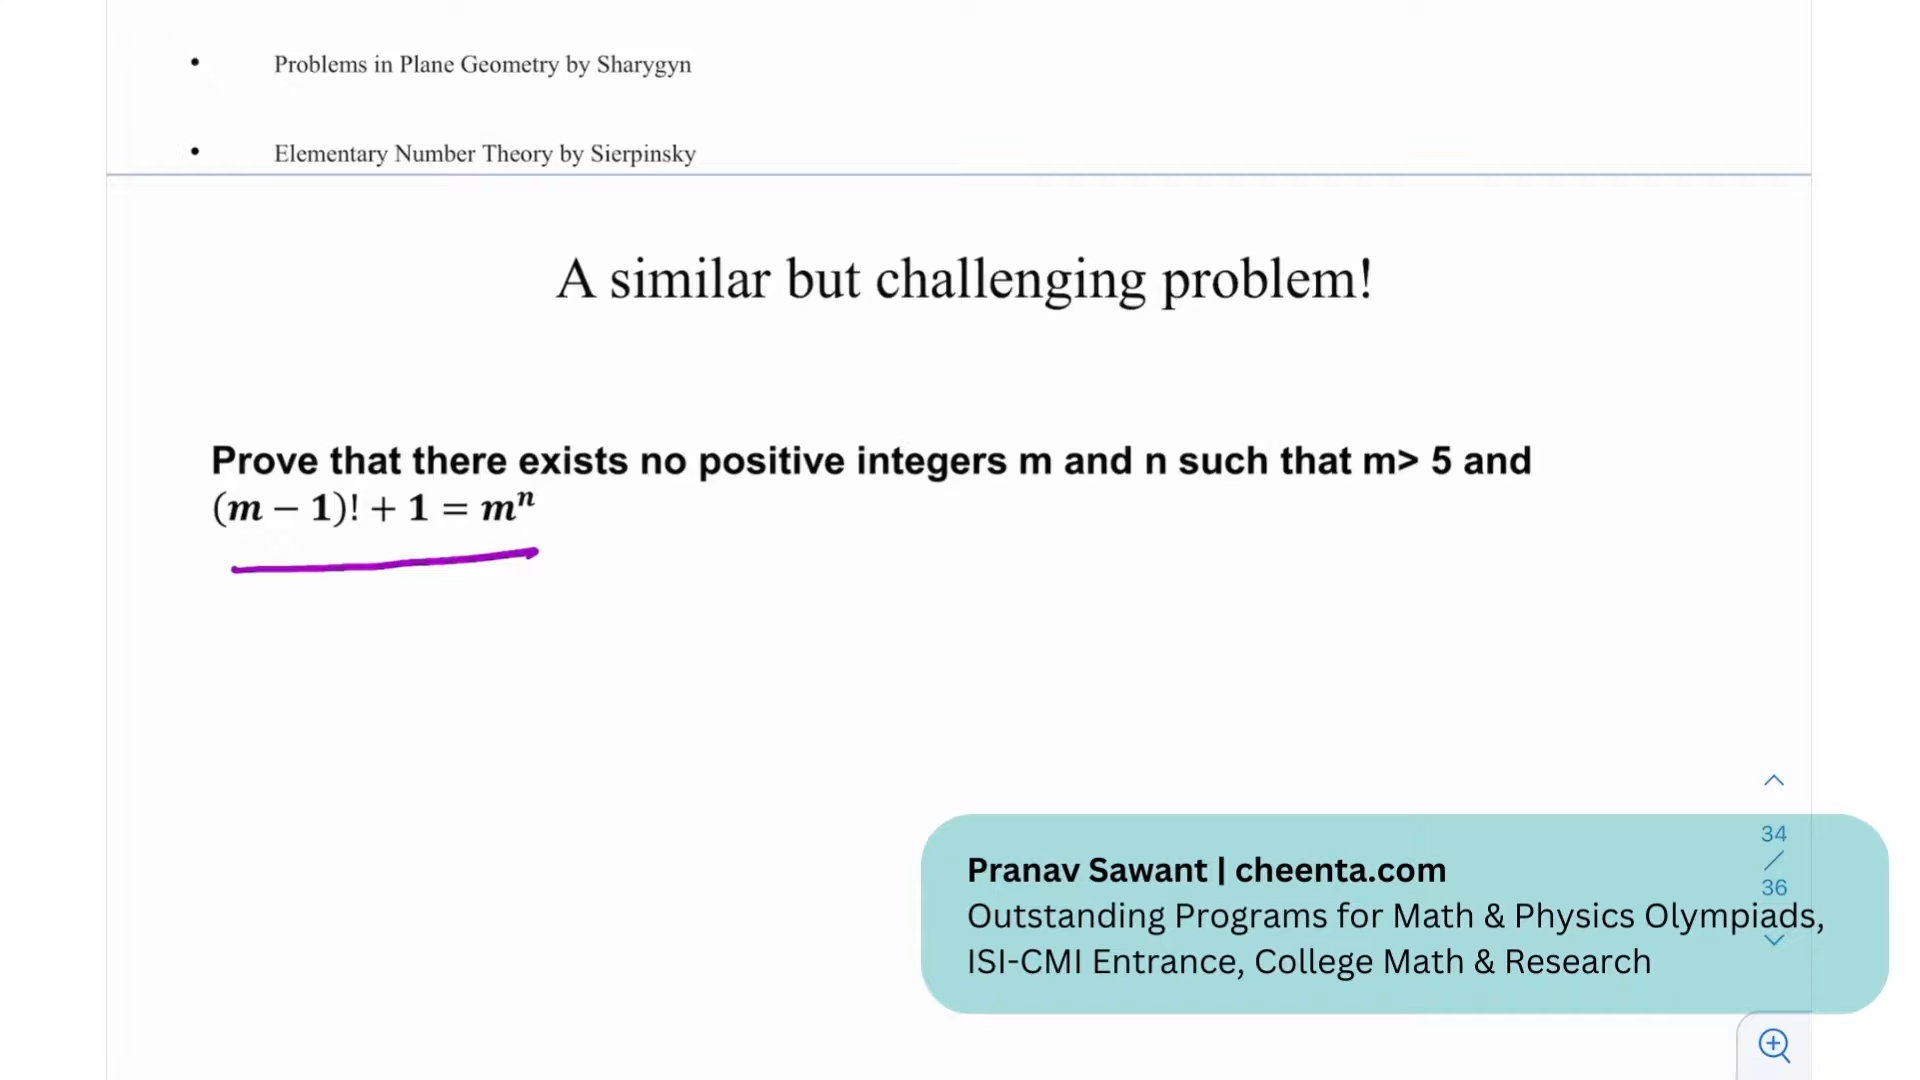 • Problems in Plane Geometry by Sharygyn
• Elementary Number Theory by Sierpinsky
A similar but challenging problem!
Prove that there exists no positive integers m and n such that m> 5 and
(m − 1)! + 1 = mⁿ
34
/
36
Pranav Sawant | cheenta.com
Outstanding Programs for Math & Physics Olympiads,
ISI-CMI Entrance, College Math & Research